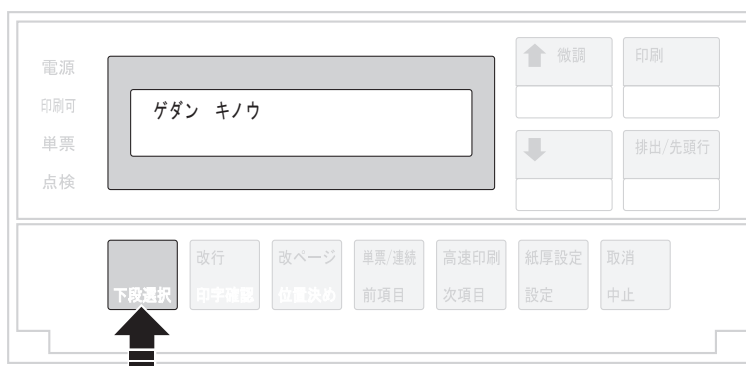 電源
印刷可
単票
点検
ゲダン キノウ
微調
印刷
排出/先頭行
下段選択
改行
印字確認
改ページ
位置決め
単票/連続
前項目
高速印刷
次項目
紙厚設定
設定
取消
中止